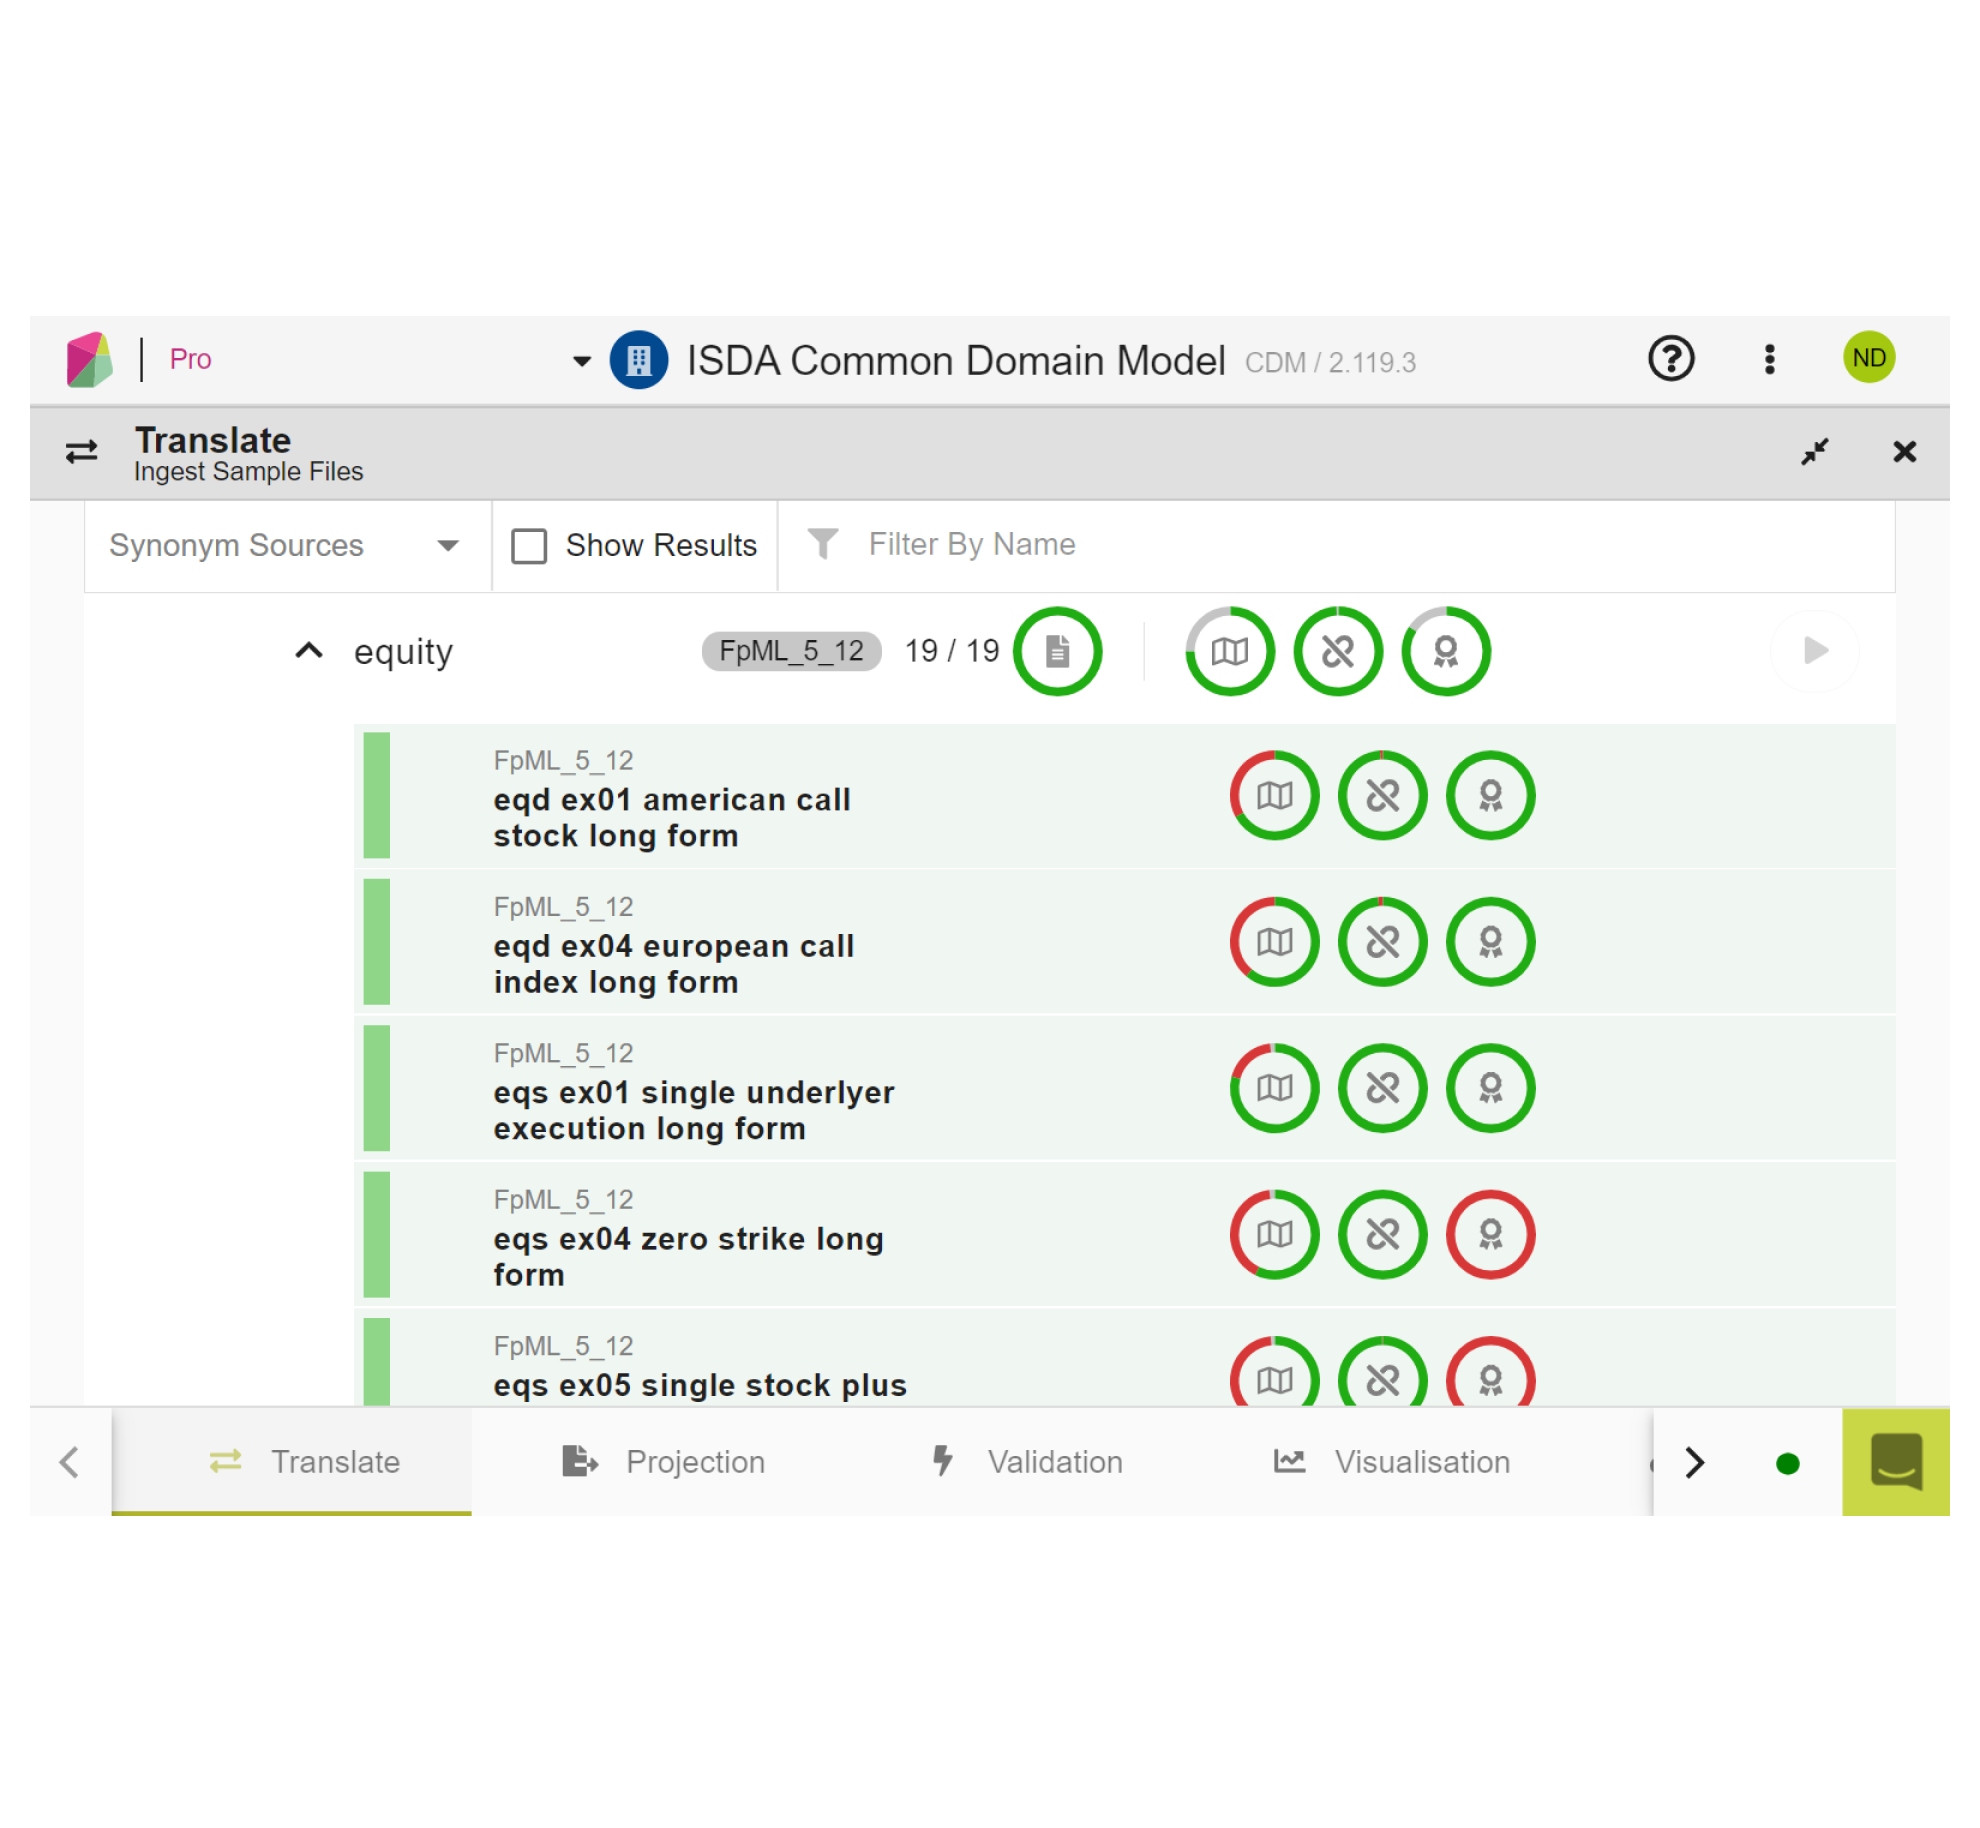 Pro
ISDA Common Domain Model CDM / 2.119.3
ND
Translate
Ingest Sample Files
Synonym Sources
Show Results
Filter By Name
equity
FpML_5_12
19 / 19
FpML_5_12
eqd ex01 american call
stock long form
FpML_5_12
eqd ex04 european call
index long form
FpML_5_12
eqs ex01 single underlyer
execution long form
FpML_5_12
eqs ex04 zero strike long
form
FpML_5_12
eqs ex05 single stock plus
Translate
Projection
Validation
Visualisation